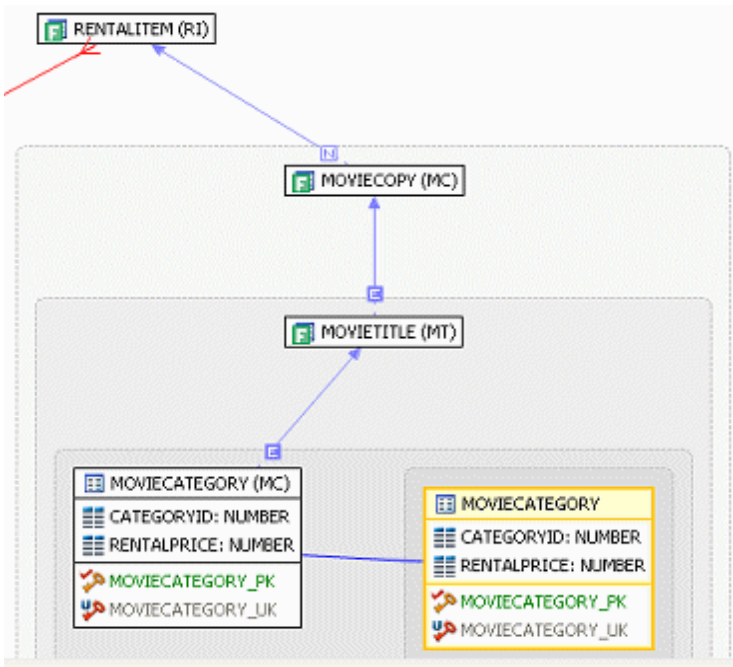 RENTALITEM (RI)
N
MOVIECOPY (MC)
E
MOVIETITLE (MT)
E
MOVIECATEGORY (MC)
CATEGORYID: NUMBER
RENTALPRICE: NUMBER
MOVIECATEGORY_PK
MOVIECATEGORY_UK
MOVIECATEGORY
CATEGORYID: NUMBER
RENTALPRICE: NUMBER
MOVIECATEGORY_PK
MOVIECATEGORY_UK